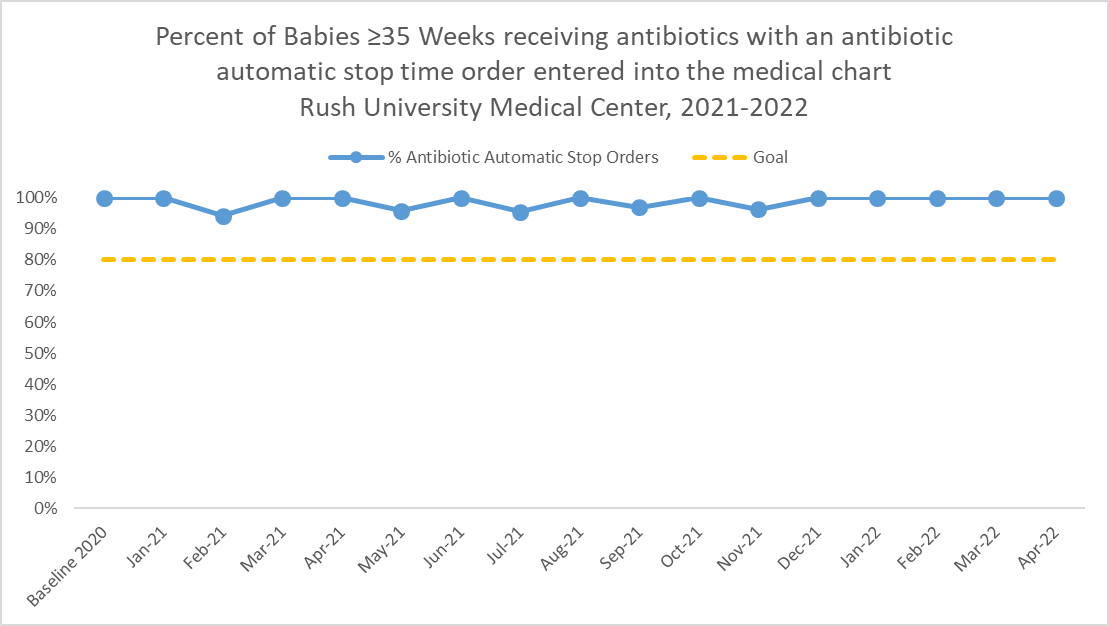 Percent of Babies ≥35 Weeks receiving antibiotics with an antibiotic
automatic stop time order entered into the medical chart
Rush University Medical Center, 2021-2022
% Antibiotic Automatic Stop Orders
Goal
100%
90%
80%
70%
60%
50%
40%
30%
20%
10%
0%
Baseline 2020
Jan-21
Feb-21
Mar-21
Apr-21
May-21
Jun-21
Jul-21
Aug-21
Sep-21
Oct-21
Nov-21
Dec-21
Jan-22
Feb-22
Mar-22
Apr-22